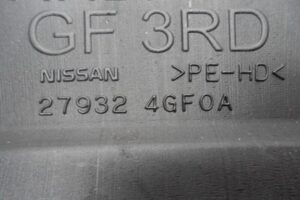 GF 3RD
NISSAN >PE-HD<
27932 4GF0A